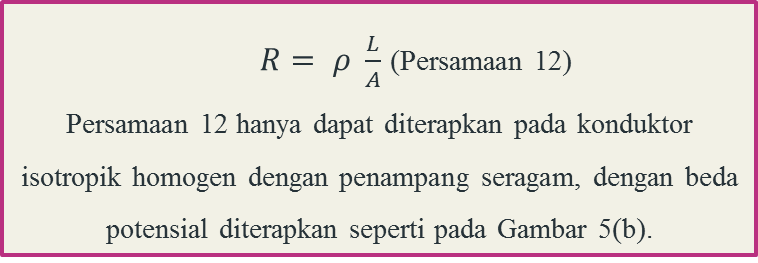 R = ρ L/A (Persamaan 12)
Persamaan 12 hanya dapat diterapkan pada konduktor
isotropik homogen dengan penampang seragam, dengan beda
potensial diterapkan seperti pada Gambar 5(b).